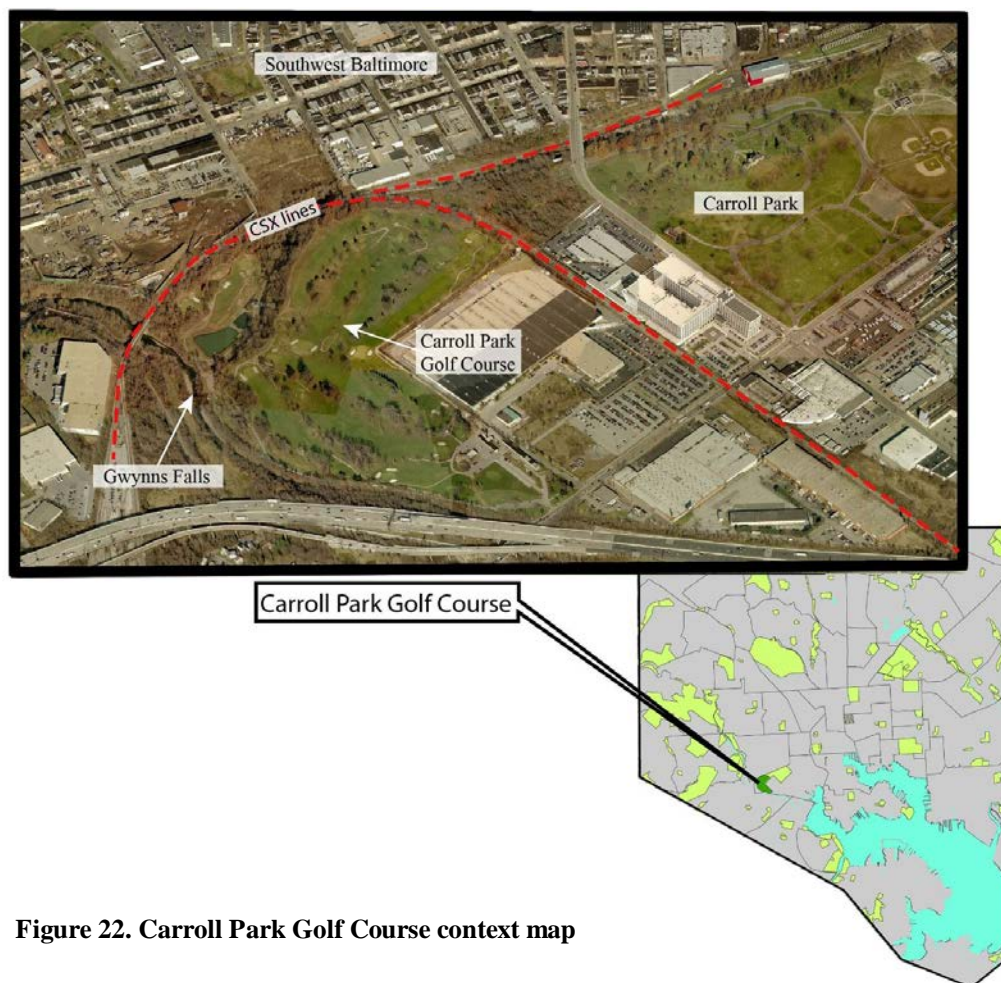 Southwest Baltimore
Carroll Park
CSX lines
Carroll Park
Golf Course
Gwynns Falls
Carroll Park Golf Course
Figure 22. Carroll Park Golf Course context map